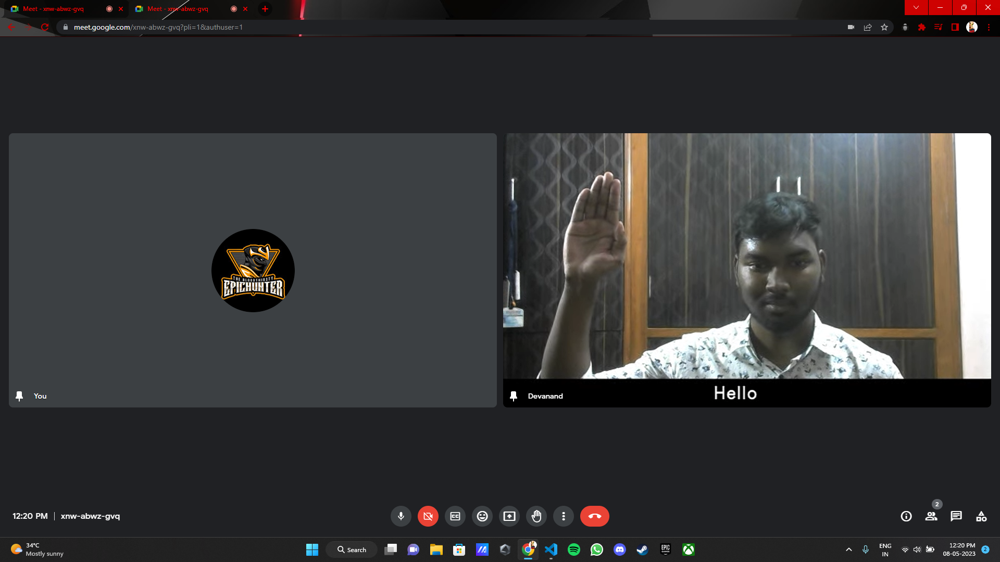 Meet - xnw-abwz-gvq
Meet - xnw-abwz-gvq
meet.google.com/xnw-abwz-gvq?pli=1&authuser=1
THE BLOODTHIRSTY
EPICHUNTER
You
Devanand
Hello
12:20 PM | xnw-abwz-gvq
CC
2
34°C
Mostly sunny
Search
EPIC
GAMES
ENG
IN
12:20 PM
08-05-2023
2